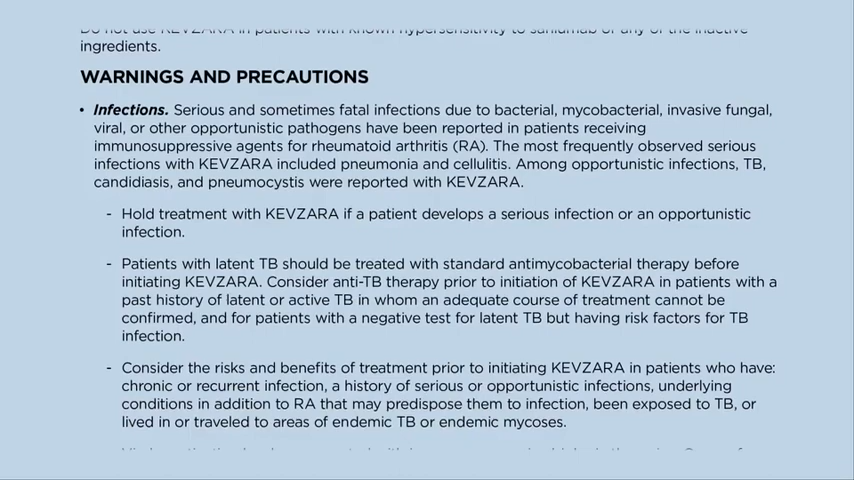 Do not use KEVZARA in patients with known hypersensitivity to sarilumab or any of the inactive
ingredients.
WARNINGS AND PRECAUTIONS
• Infections. Serious and sometimes fatal infections due to bacterial, mycobacterial, invasive fungal,
viral, or other opportunistic pathogens have been reported in patients receiving
immunosuppressive agents for rheumatoid arthritis (RA). The most frequently observed serious
infections with KEVZARA included pneumonia and cellulitis. Among opportunistic infections, TB,
candidiasis, and pneumocystis were reported with KEVZARA.
- Hold treatment with KEVZARA if a patient develops a serious infection or an opportunistic
infection.
- Patients with latent TB should be treated with standard antimycobacterial therapy before
initiating KEVZARA. Consider anti-TB therapy prior to initiation of KEVZARA in patients with a
past history of latent or active TB in whom an adequate course of treatment cannot be
confirmed, and for patients with a negative test for latent TB but having risk factors for TB
infection.
- Consider the risks and benefits of treatment prior to initiating KEVZARA in patients who have:
chronic or recurrent infection, a history of serious or opportunistic infections, underlying
conditions in addition to RA that may predispose them to infection, been exposed to TB, or
lived in or traveled to areas of endemic TB or endemic mycoses.